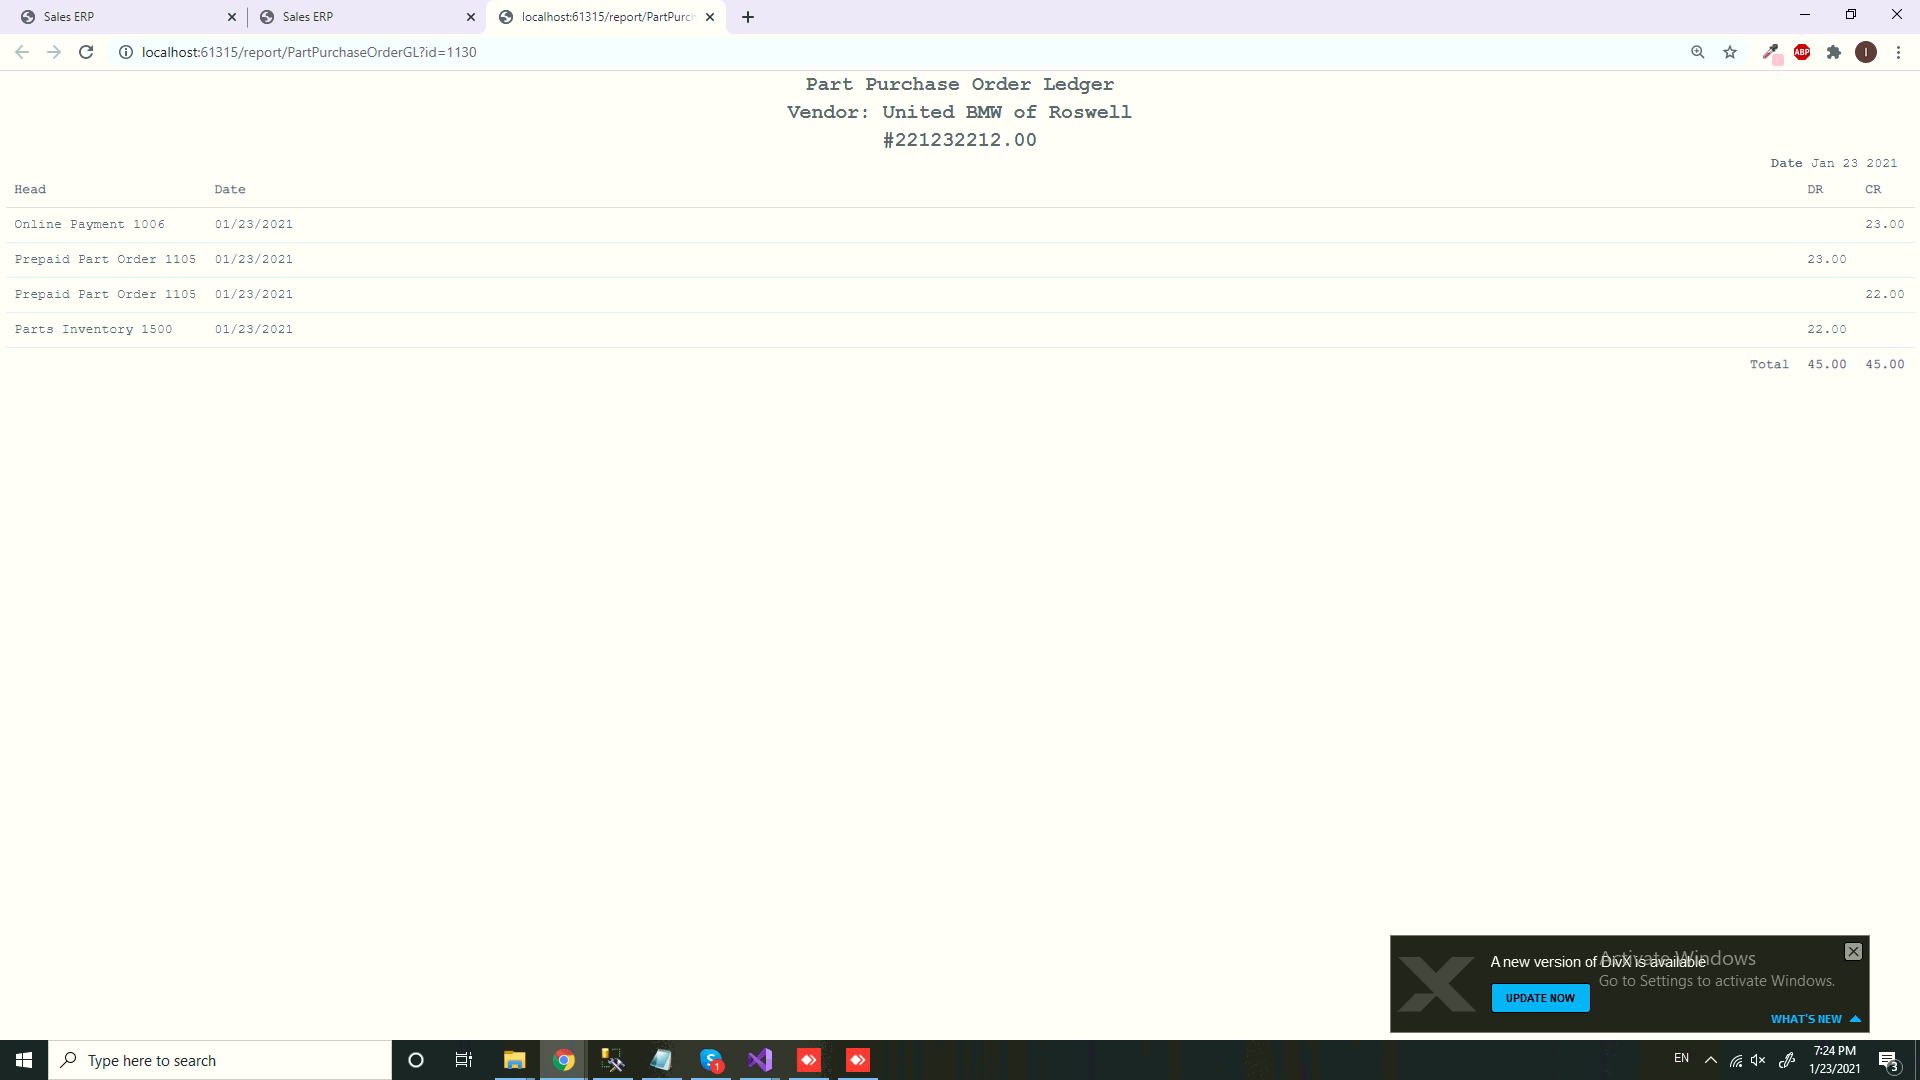 Sales ERP
Sales ERP
localhost:61315/report/PartPurch
localhost:61315/report/PartPurchaseOrderGL?id=1130
ABP
I
Part Purchase Order Ledger
Vendor: United BMW of Roswell
#221232212.00
Date Jan 23 2021
Head Date DR CR
Online Payment 1006 01/23/2021 23.00
Prepaid Part Order 1105 01/23/2021 23.00
Prepaid Part Order 1105 01/23/2021 22.00
Parts Inventory 1500 01/23/2021 22.00
Total 45.00 45.00
A new version of DivX is available
Activate Windows
Go to Settings to activate Windows.
UPDATE NOW
WHAT'S NEW
Type here to search
S
1
EN
7:24 PM
1/23/2021
3